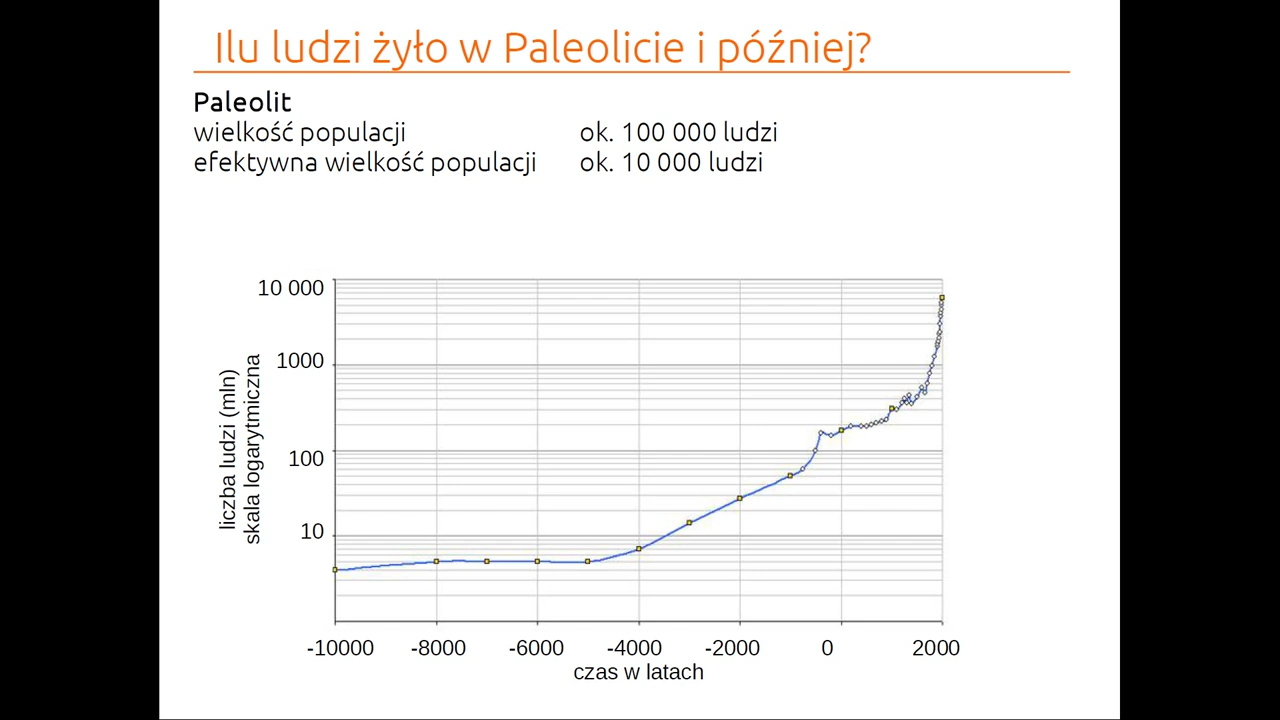 Ilu ludzi żyło w Paleolicie i później?
Paleolit
wielkość populacji ok. 100 000 ludzi
efektywna wielkość populacji ok. 10 000 ludzi
liczba ludzi (mln)
skala logarytmiczna
10 000
1000
100
10
-10000 -8000 -6000 -4000 -2000 0 2000
czas w latach